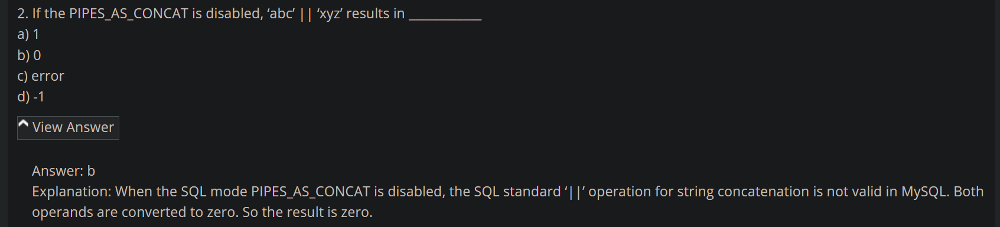 2. If the PIPES_AS_CONCAT is disabled, ‘abc’ || ‘xyz’ results in ____________
a) 1
b) 0
c) error
d) -1
View Answer
Answer: b
Explanation: When the SQL mode PIPES_AS_CONCAT is disabled, the SQL standard ‘||’ operation for string concatenation is not valid in MySQL. Both
operands are converted to zero. So the result is zero.